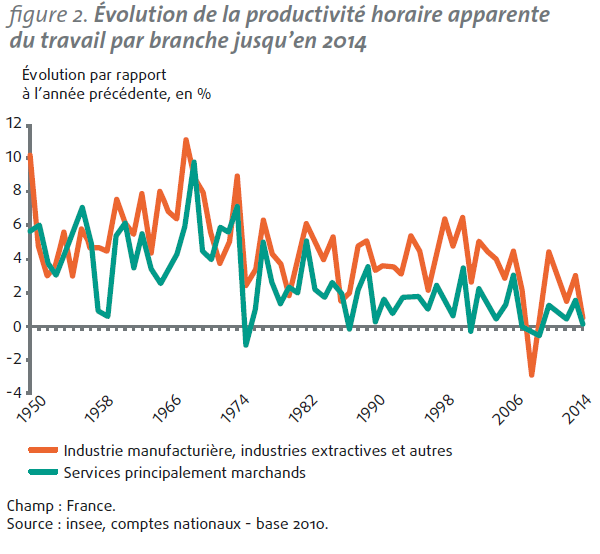 figure 2. Évolution de la productivité horaire apparente
du travail par branche jusqu’en 2014
Évolution par rapport
à l’année précédente, en %
12
10
8
6
4
2
0
-2
-4
1950
1958
1966
1974
1982
1990
1998
2006
2014
Industrie manufacturière, industries extractives et autres
Services principalement marchands
Champ : France.
Source : insee, comptes nationaux - base 2010.